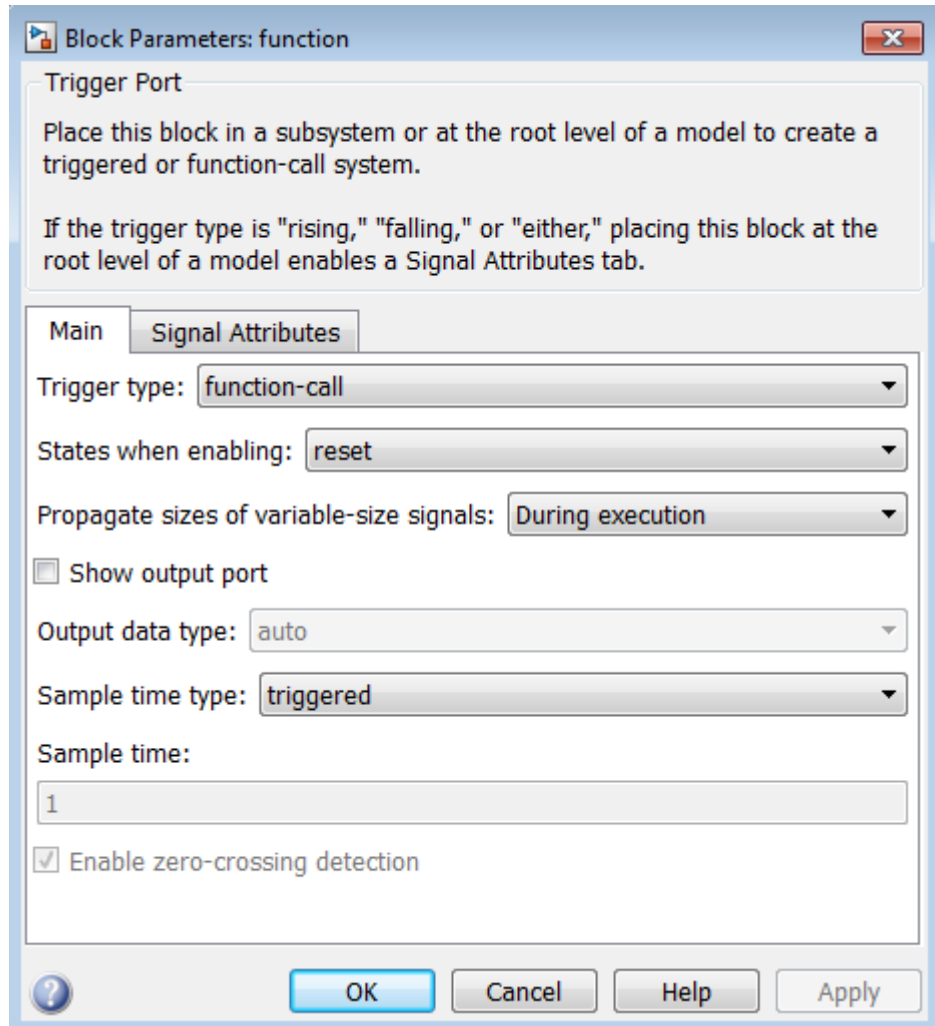 Block Parameters: function
Trigger Port
Place this block in a subsystem or at the root level of a model to create a
triggered or function-call system.
If the trigger type is "rising," "falling," or "either," placing this block at the
root level of a model enables a Signal Attributes tab.
Main Signal Attributes
Trigger type: function-call
States when enabling: reset
Propagate sizes of variable-size signals: During execution
Show output port
Output data type: auto
Sample time type: triggered
Sample time:
1
Enable zero-crossing detection
? OK Cancel Help Apply